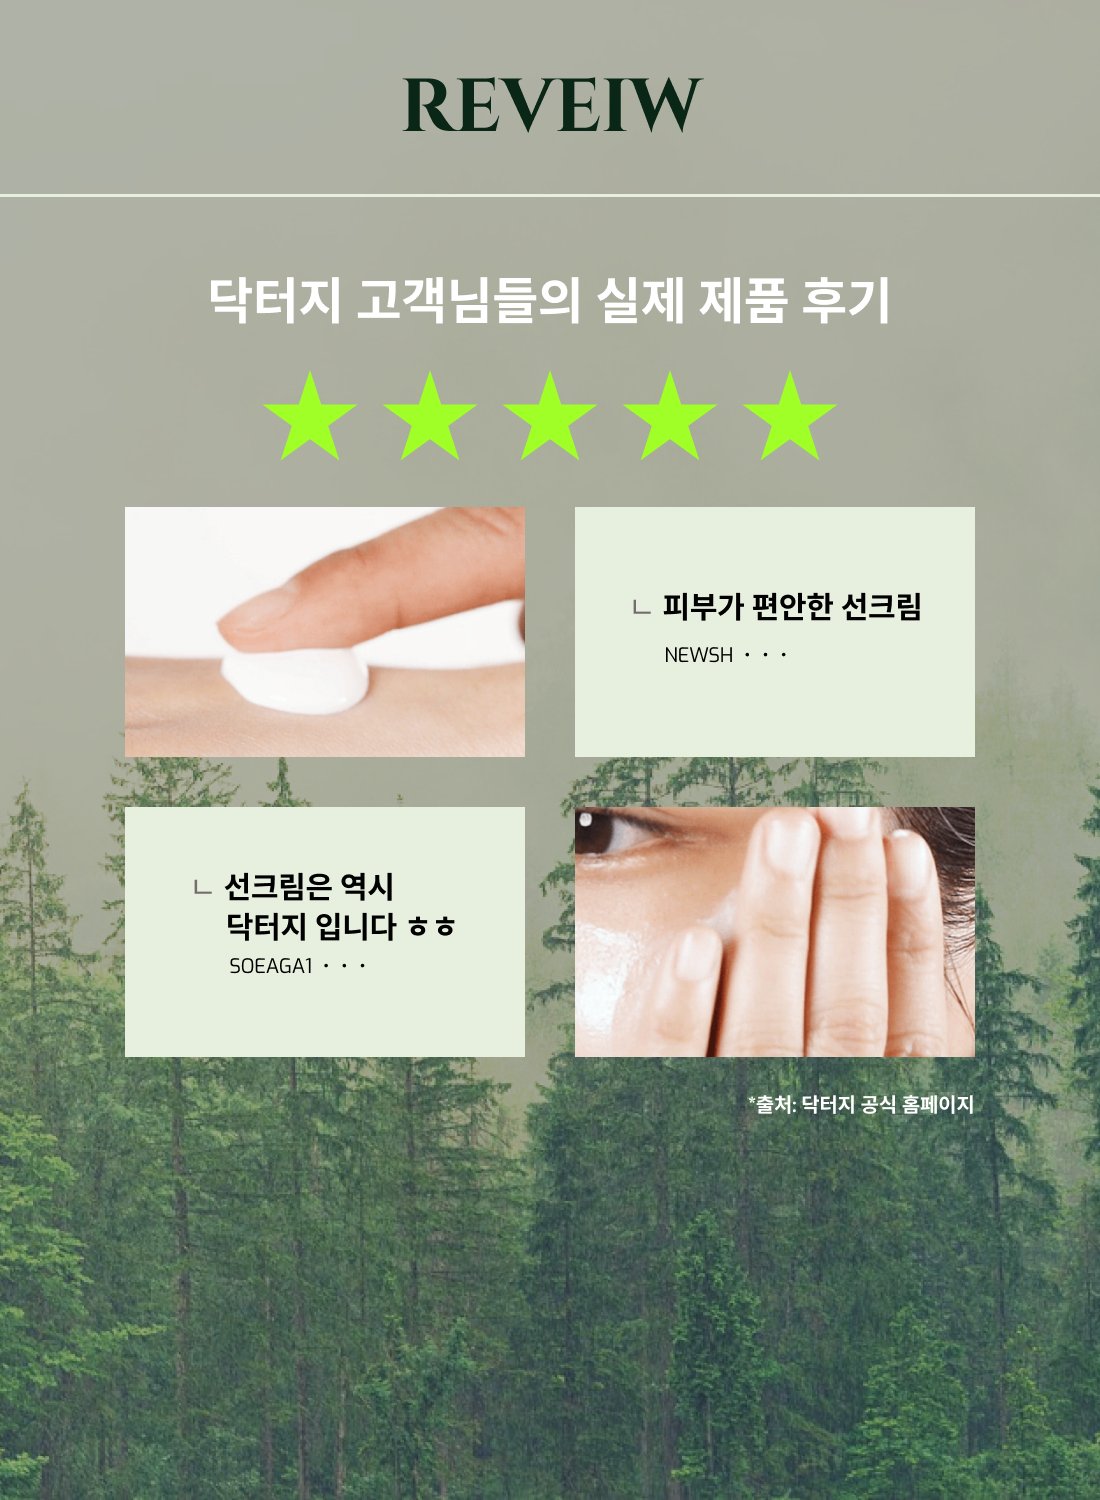 REVEIW
닥터지 고객님들의 실제 제품 후기
ㄴ 피부가 편안한 선크림
NEWSH • • •
ㄴ 선크림은 역시
닥터지 입니다 ㅎㅎ
SOEAGA1 • • •
*출처: 닥터지 공식 홈페이지